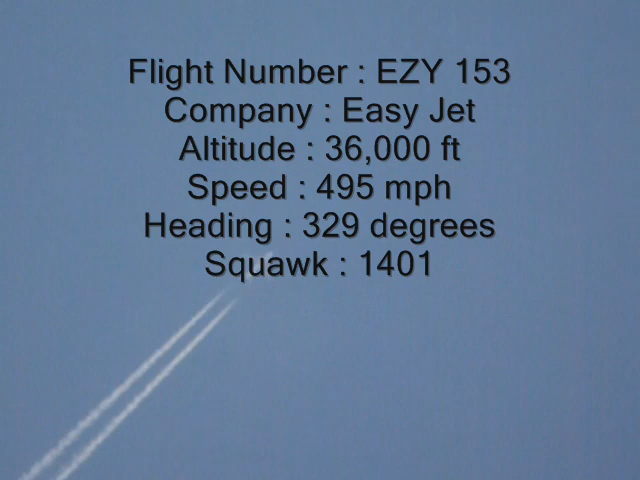 Flight Number : EZY 153
Company : Easy Jet
Altitude : 36,000 ft
Speed : 495 mph
Heading : 329 degrees
Squawk : 1401